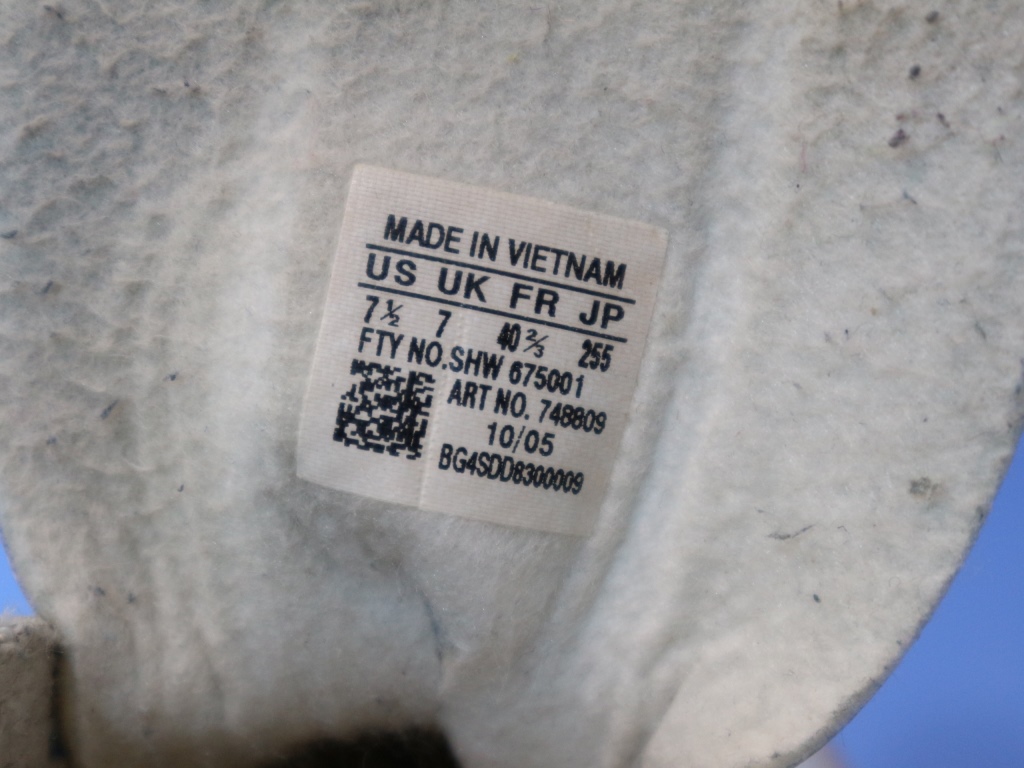 MADE IN VIETNAM
US UK FR JP
7½ 7 40⅔ 255
FTY NO.SHW 675001
ART NO. 748809
10/05
BG4SDD8300009